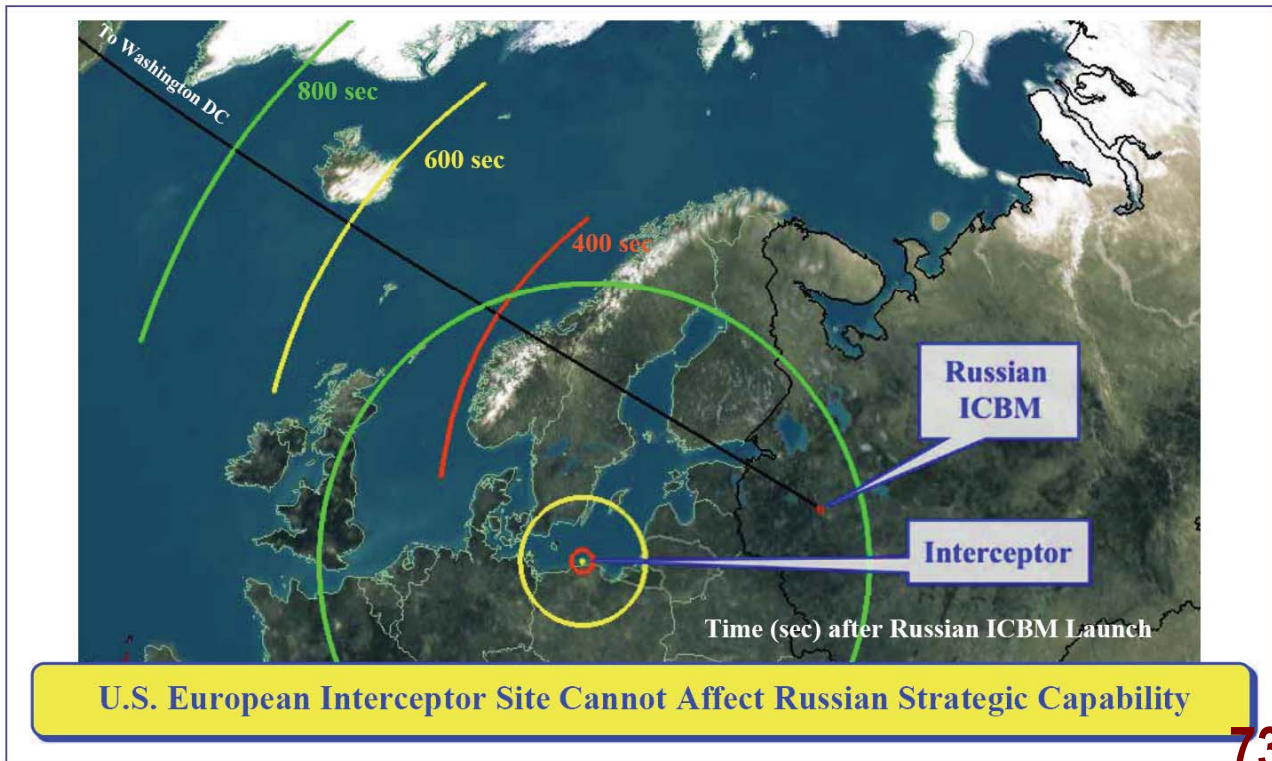 To Washington DC
800 sec
600 sec
400 sec
Russian
ICBM
Interceptor
Time (sec) after Russian ICBM Launch
U.S. European Interceptor Site Cannot Affect Russian Strategic Capability
73